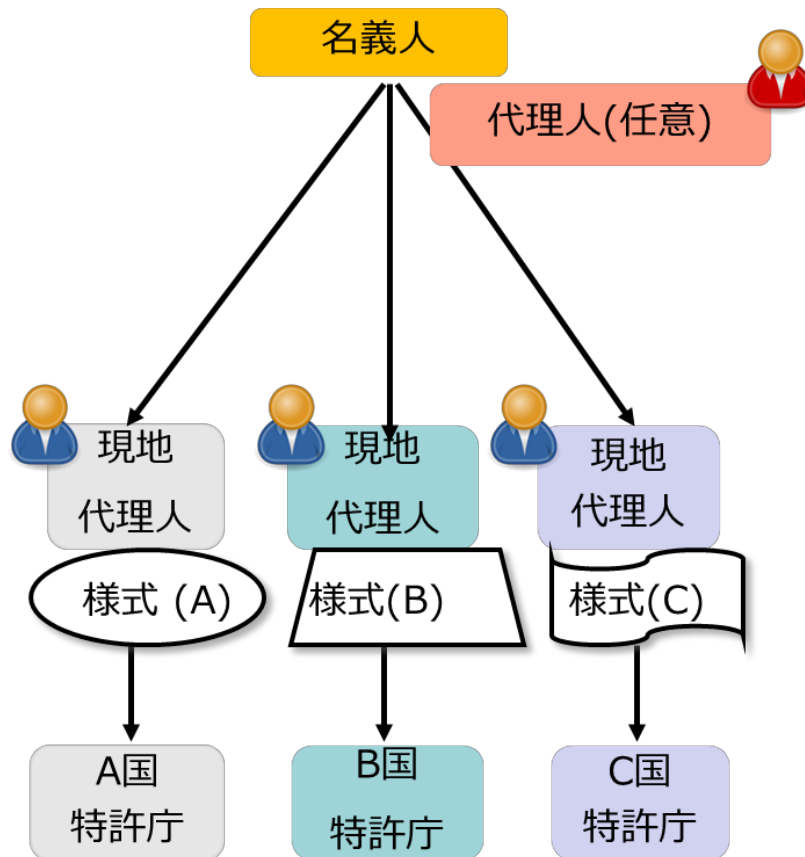 名義人
代理人(任意)
現地
代理人
現地
代理人
現地
代理人
様式 (A)
様式(B)
様式(C)
A国
特許庁
B国
特許庁
C国
特許庁